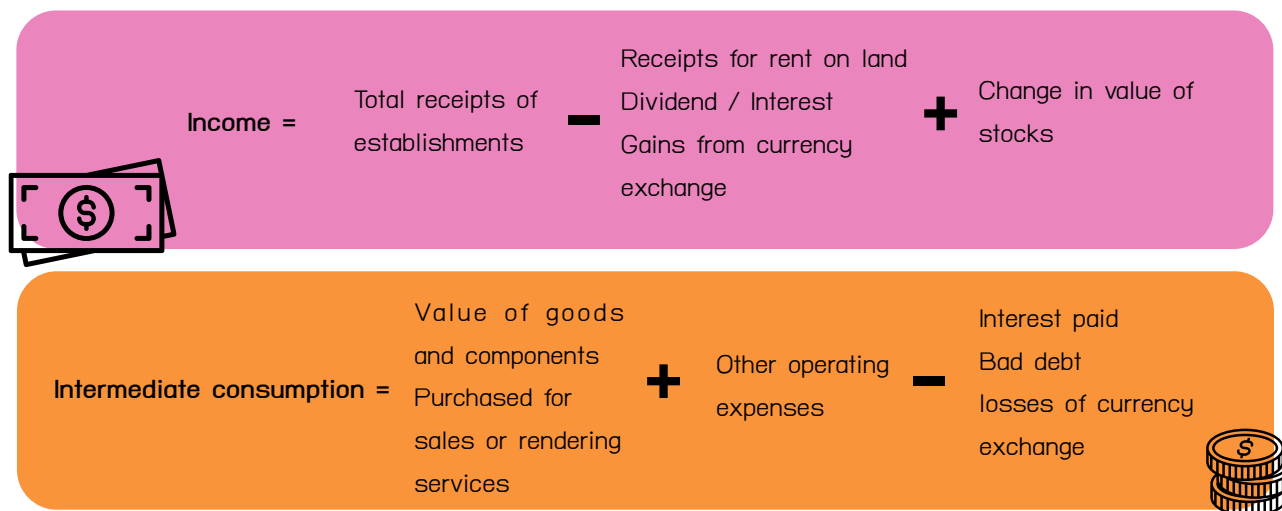 Income =
Total receipts of
establishments
−
Receipts for rent on land
Dividend / Interest
Gains from currency
exchange
+
Change in value of
stocks
$
Intermediate consumption =
Value of goods
and components
Purchased for
sales or rendering
services
+
Other operating
expenses
−
Interest paid
Bad debt
losses of currency
exchange
$